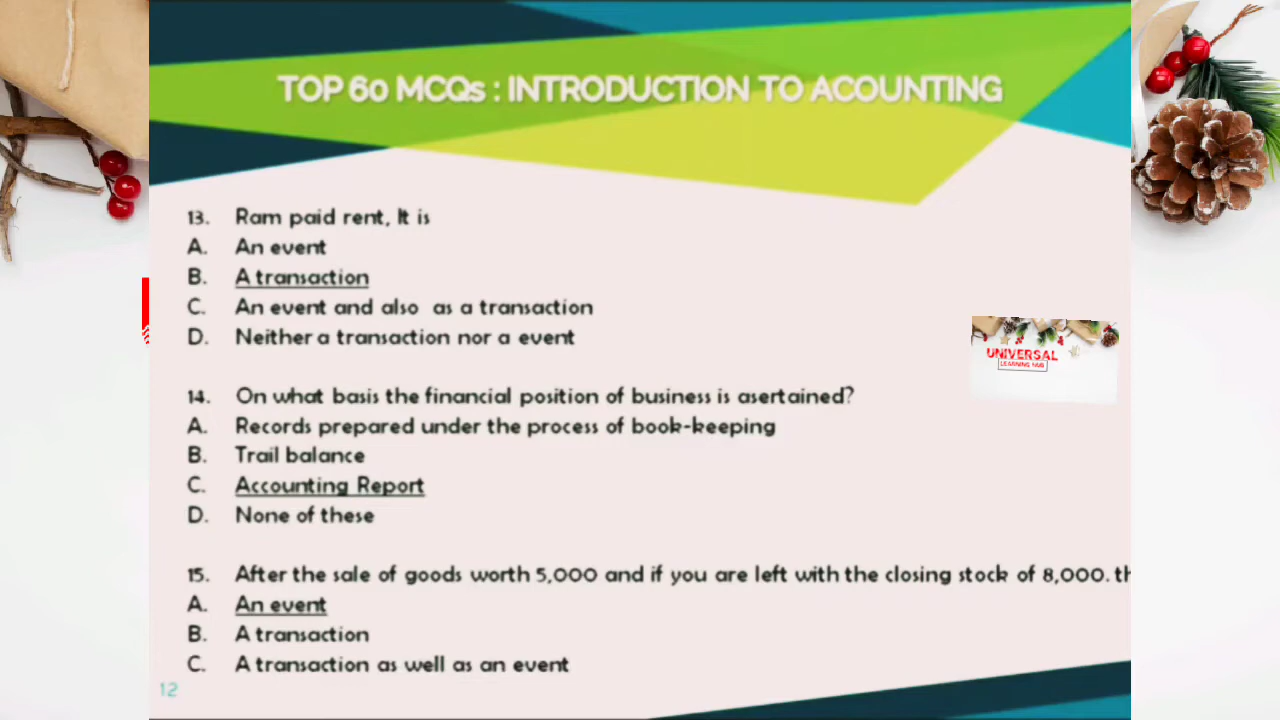 TOP 60 MCQs : INTRODUCTION TO ACOUNTING
13. Ram paid rent, It is
A. An event
B. A transaction
C. An event and also as a transaction
D. Neither a transaction nor a event
UNIVERSAL
LEARNING HUB
14. On what basis the financial position of business is asertained?
A. Records prepared under the process of book-keeping
B. Trail balance
C. Accounting Report
D. None of these
15. After the sale of goods worth 5,000 and if you are left with the closing stock of 8,000. th
A. An event
B. A transaction
C. A transaction as well as an event
12